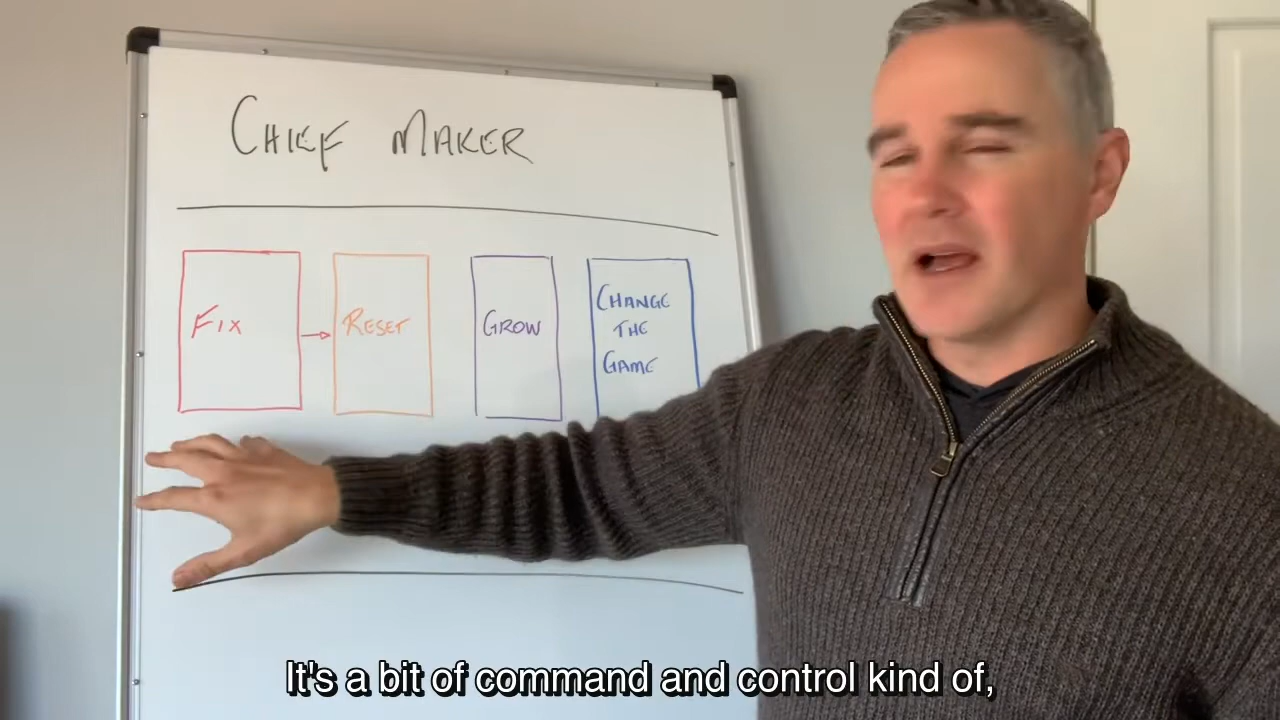 CHIEF MAKER
FIX
RESET
GROW
CHANGE
THE
GAME
It's a bit of command and control kind of,